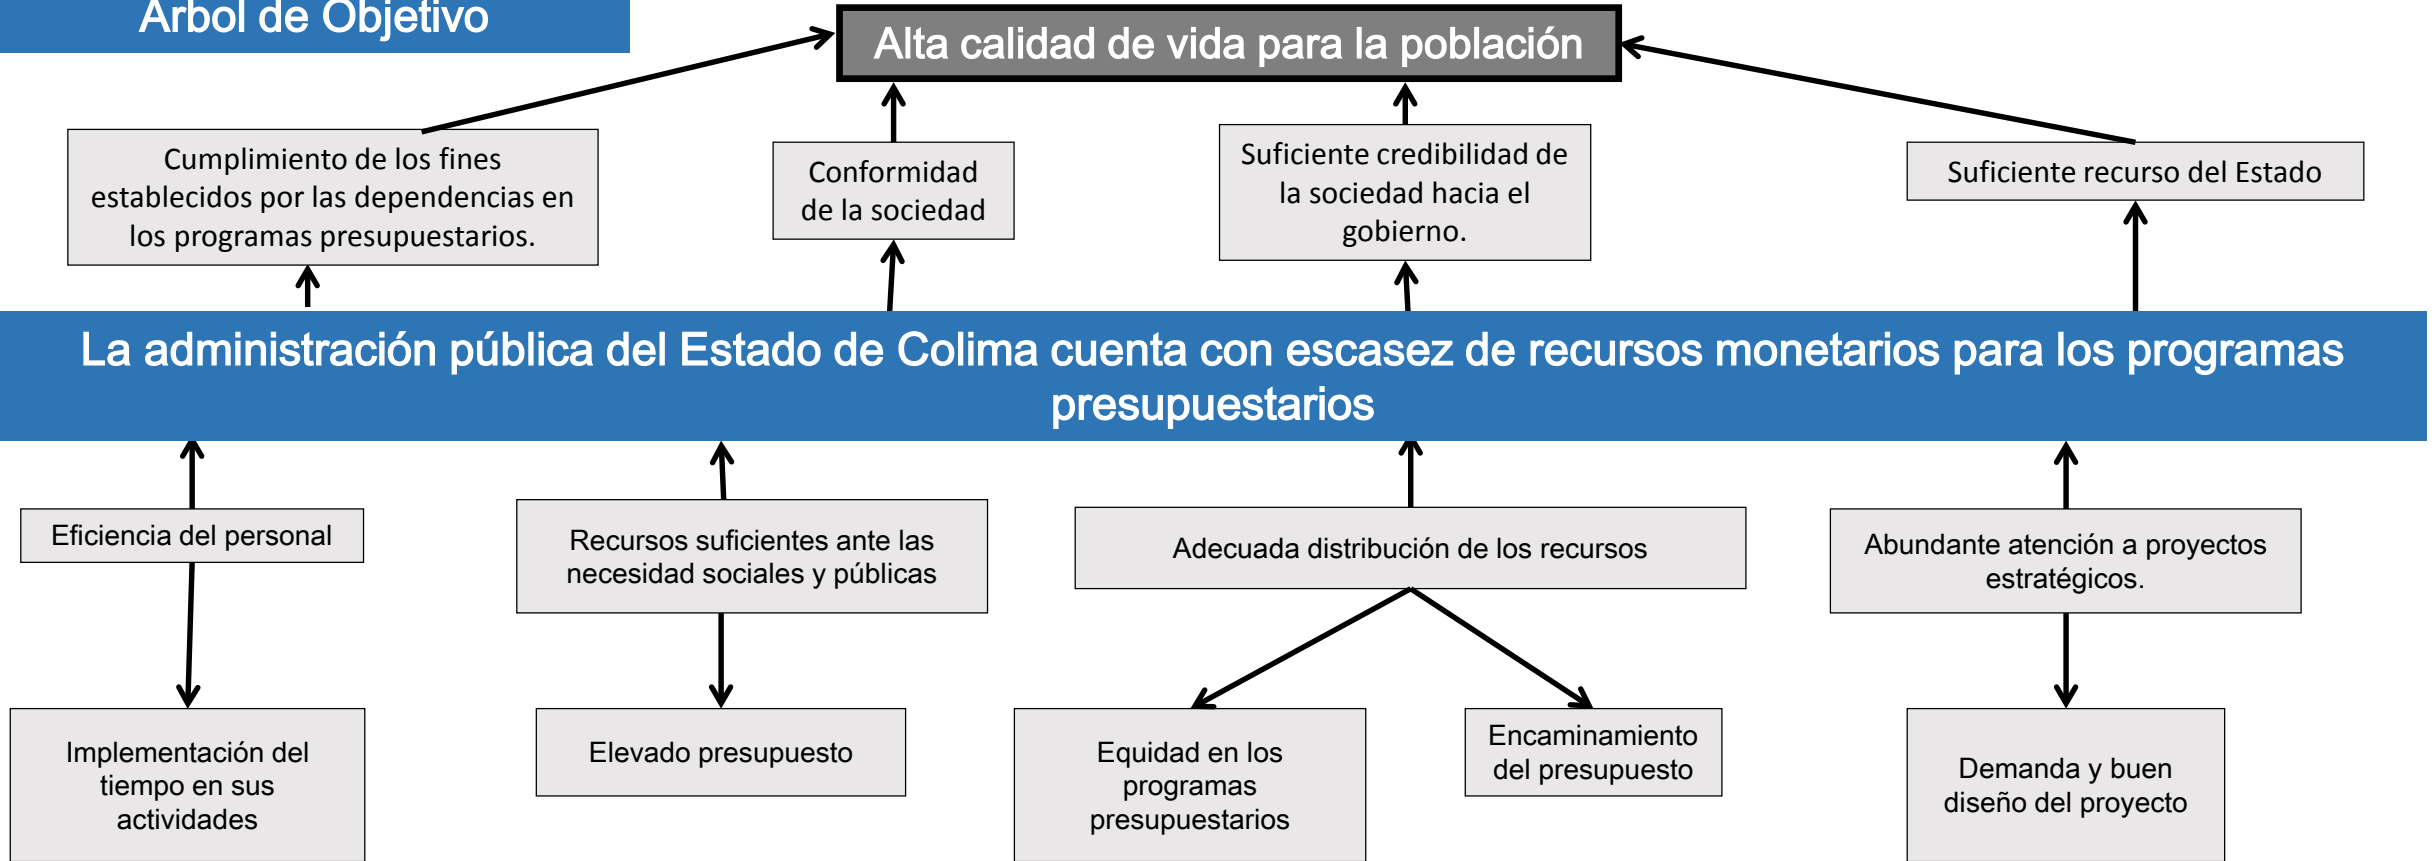 Arbol de Objetivo
Alta calidad de vida para la población
Cumplimiento de los fines
establecidos por las dependencias en
los programas presupuestarios.
Conformidad
de la sociedad
Suficiente credibilidad de
la sociedad hacia el
gobierno.
Suficiente recurso del Estado
La administración pública del Estado de Colima cuenta con escasez de recursos monetarios para los programas
presupuestarios
Eficiencia del personal
Recursos suficientes ante las
necesidad sociales y públicas
Adecuada distribución de los recursos
Abundante atención a proyectos
estratégicos.
Implementación del
tiempo en sus
actividades
Elevado presupuesto
Equidad en los
programas
presupuestarios
Encaminamiento
del presupuesto
Demanda y buen
diseño del proyecto